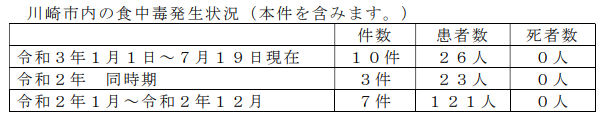 川崎市内の食中毒発生状況（本件を含みます。）
件数 患者数 死者数
令和３年１月１日～７月１９日現在 １０件 ２６人 ０人
令和２年　同時期 ３件 ２３人 ０人
令和２年１月～令和２年１２月 ７件 １２１人 ０人